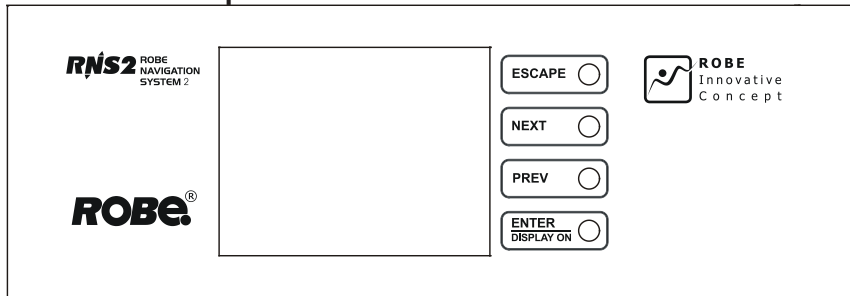 RNS2 ROBE
NAVIGATION
SYSTEM 2
ROBE®
ESCAPE
NEXT
PREV
ENTER
DISPLAY ON
ROBE
Innovative
Concept